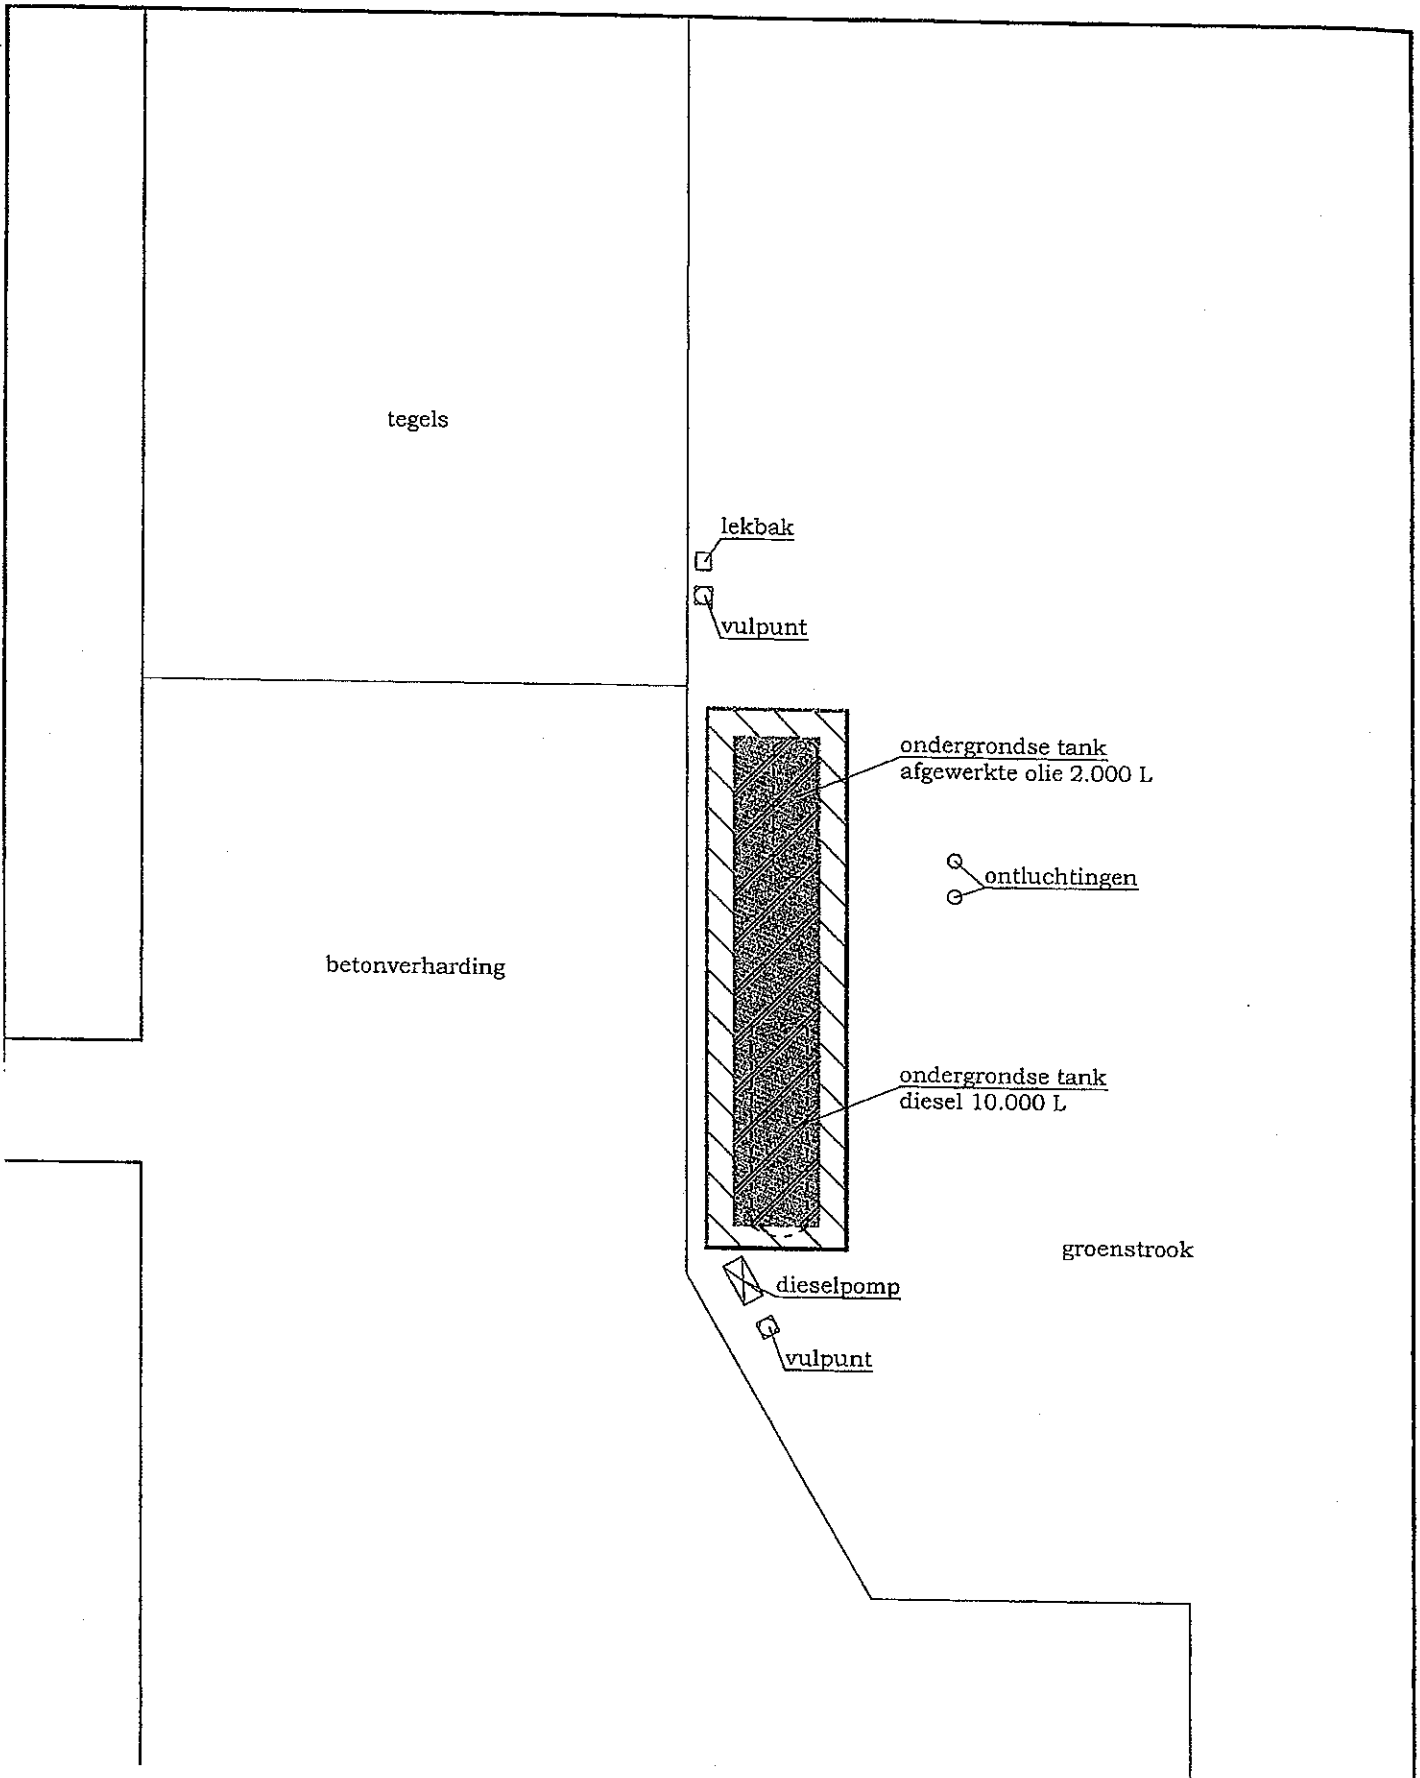 tegels
lekbak
vulpunt
ondergrondse tank
afgewerkte olie 2.000 L
ontluchtingen
betonverharding
ondergrondse tank
diesel 10.000 L
groenstrook
dieselpomp
vulpunt